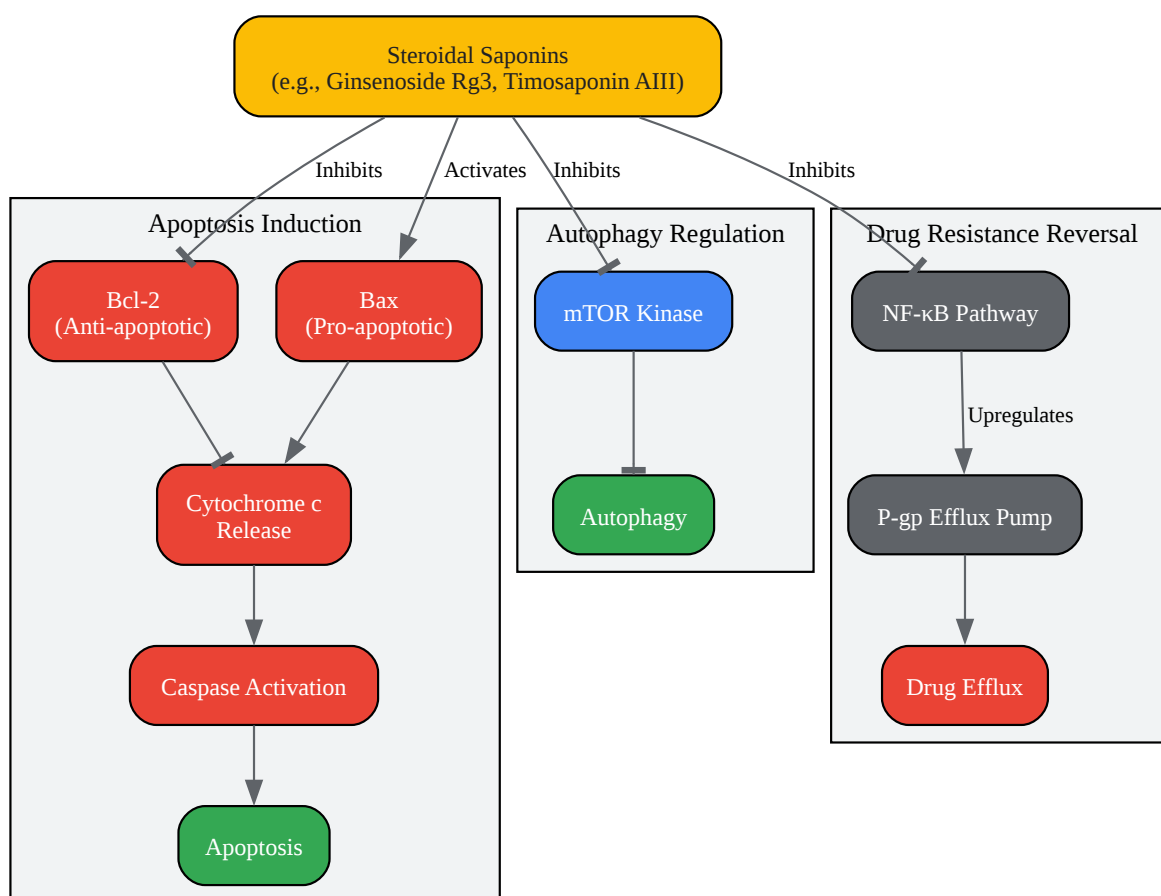 Steroidal Saponins
(e.g., Ginsenoside Rg3, Timosaponin AIII)
Inhibits
Activates
Inhibits
Inhibits
Apoptosis Induction
Autophagy Regulation
Drug Resistance Reversal
Bcl-2
(Anti-apoptotic)
Bax
(Pro-apoptotic)
mTOR Kinase
NF-κB Pathway
Upregulates
Cytochrome c
Release
Autophagy
P-gp Efflux Pump
Caspase Activation
Drug Efflux
Apoptosis